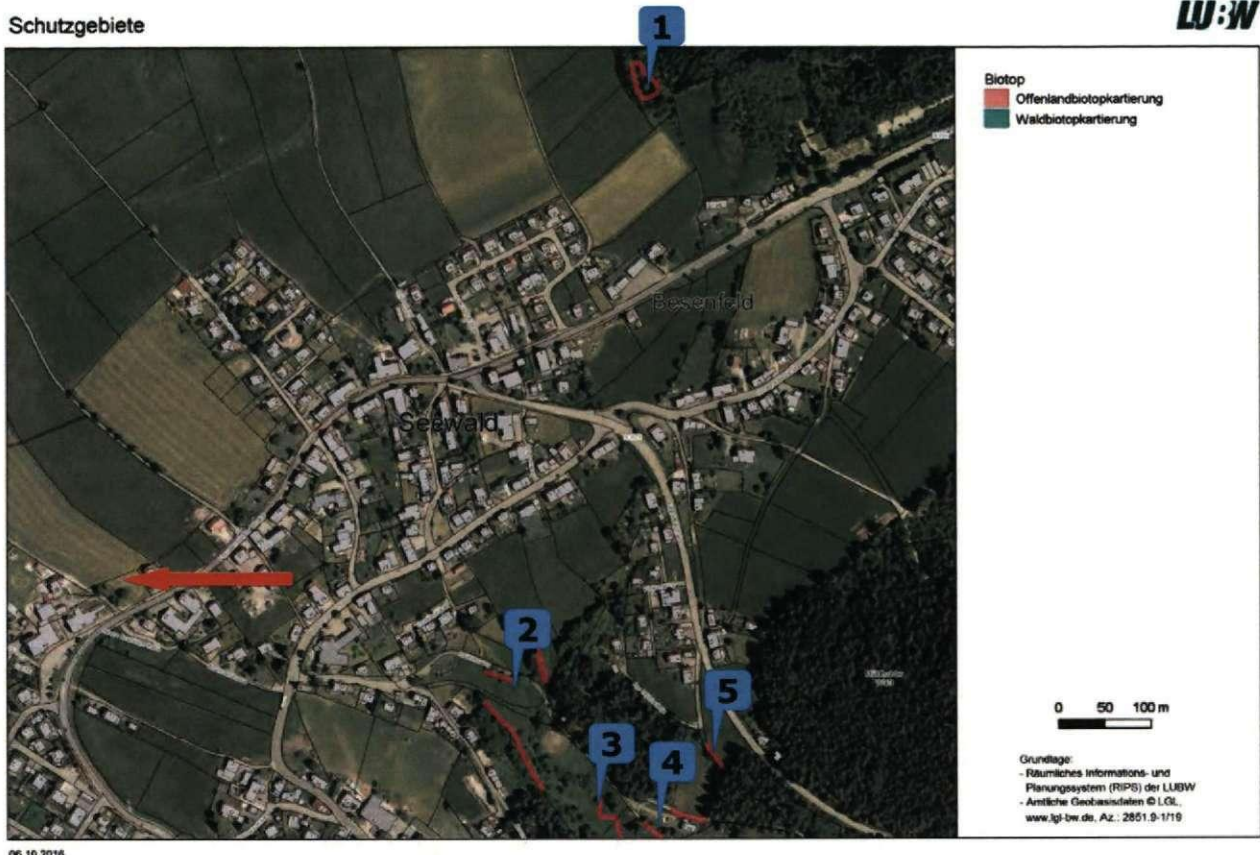 Schutzgebiete
LUBW
1
Biotop
Offenlandbiotopkartierung
Waldbiotopkartierung
Besenfeld
Seewald
2
5
3
4
0 50 100 m
Grundlage:
- Räumliches Informations- und
Planungssystem (RIPS) der LUBW
- Amtliche Geobasisdaten © LGL,
www.lgl-bw.de, Az.: 2851.9-1/19
06.10.2016